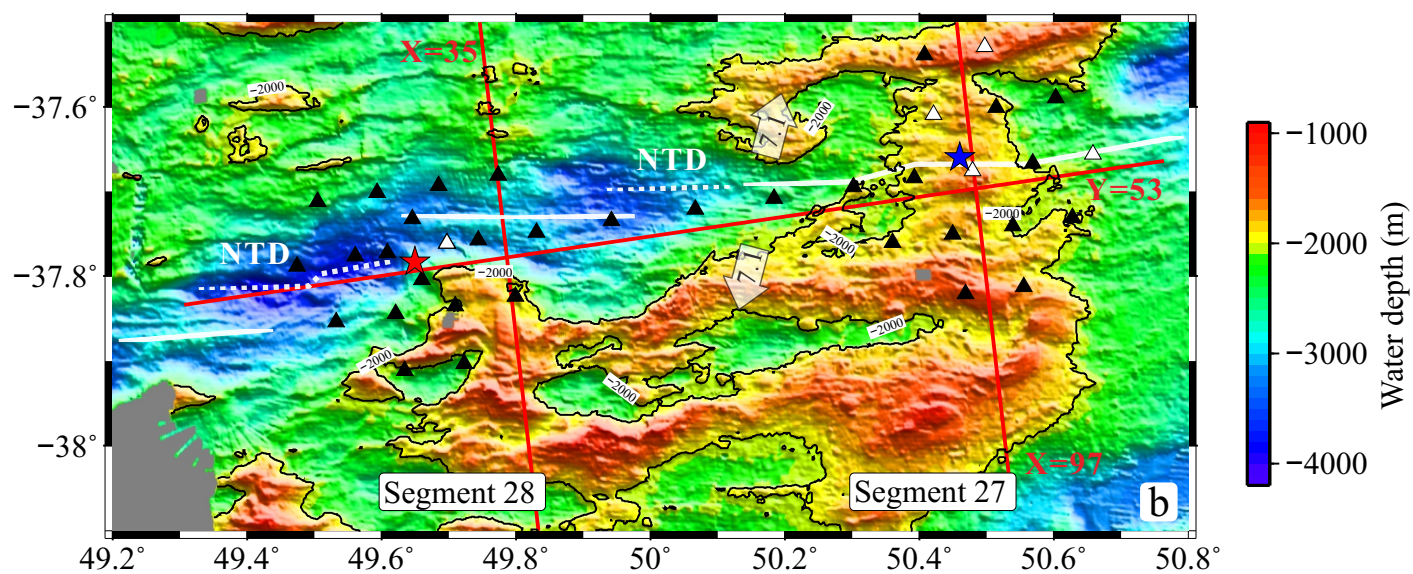 X=35
−2000
−37.6°
−1000
7.1
−2000
NTD
Y=53
−2000
Water depth (m)
−2000
−2000
NTD
−37.8°
−2000
7.1
−2000
−2000
−3000
−2000
−38°
X=97
−4000
Segment 28
Segment 27
b
49.2°
49.4°
49.6°
49.8°
50°
50.2°
50.4°
50.6°
50.8°